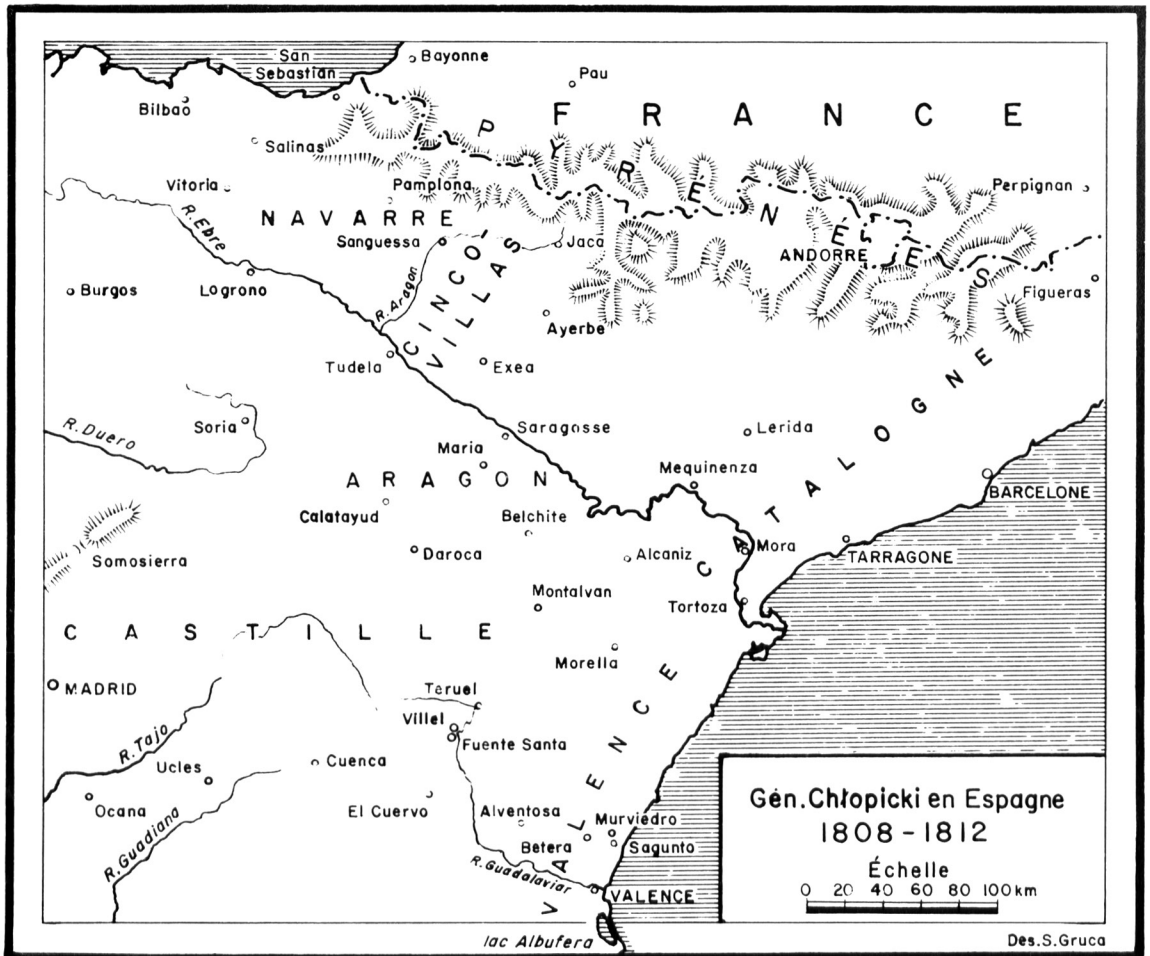 San
Sebastian
Bayonne
Pau
Bilbao
FRANCE
PYRÉNÉES
Salinas
Vitoria
Pamplona
Perpignan
R. Ebre
NAVARRE
Sanguessa
Jaca
ANDORRE
Burgos
Logrono
R. Aragon
CINCO-
VILLAS
Figueras
Ayerbe
Tudela
Exea
R. Duero
Soria
Saragosse
Lerida
Maria
Mequinenza
ARAGON
CATALOGNE
BARCELONE
Calatayud
Belchite
Somosierra
Daroca
Alcaniz
Mora
TARRAGONE
Montalvan
Tortoza
CASTILLE
Morella
MADRID
Teruel
Villel
Fuente Santa
R. Tajo
Ucles
Cuenca
VALENCE
Ocana
El Cuervo
Alventosa
Murviedro
Betera
Sagunto
R. Guadiana
R. Guadalaviar
VALENCE
lac Albufera
Gén. Chłopicki en Espagne
1808-1812
Échelle
0 20 40 60 80 100 km
Des. S. Gruca